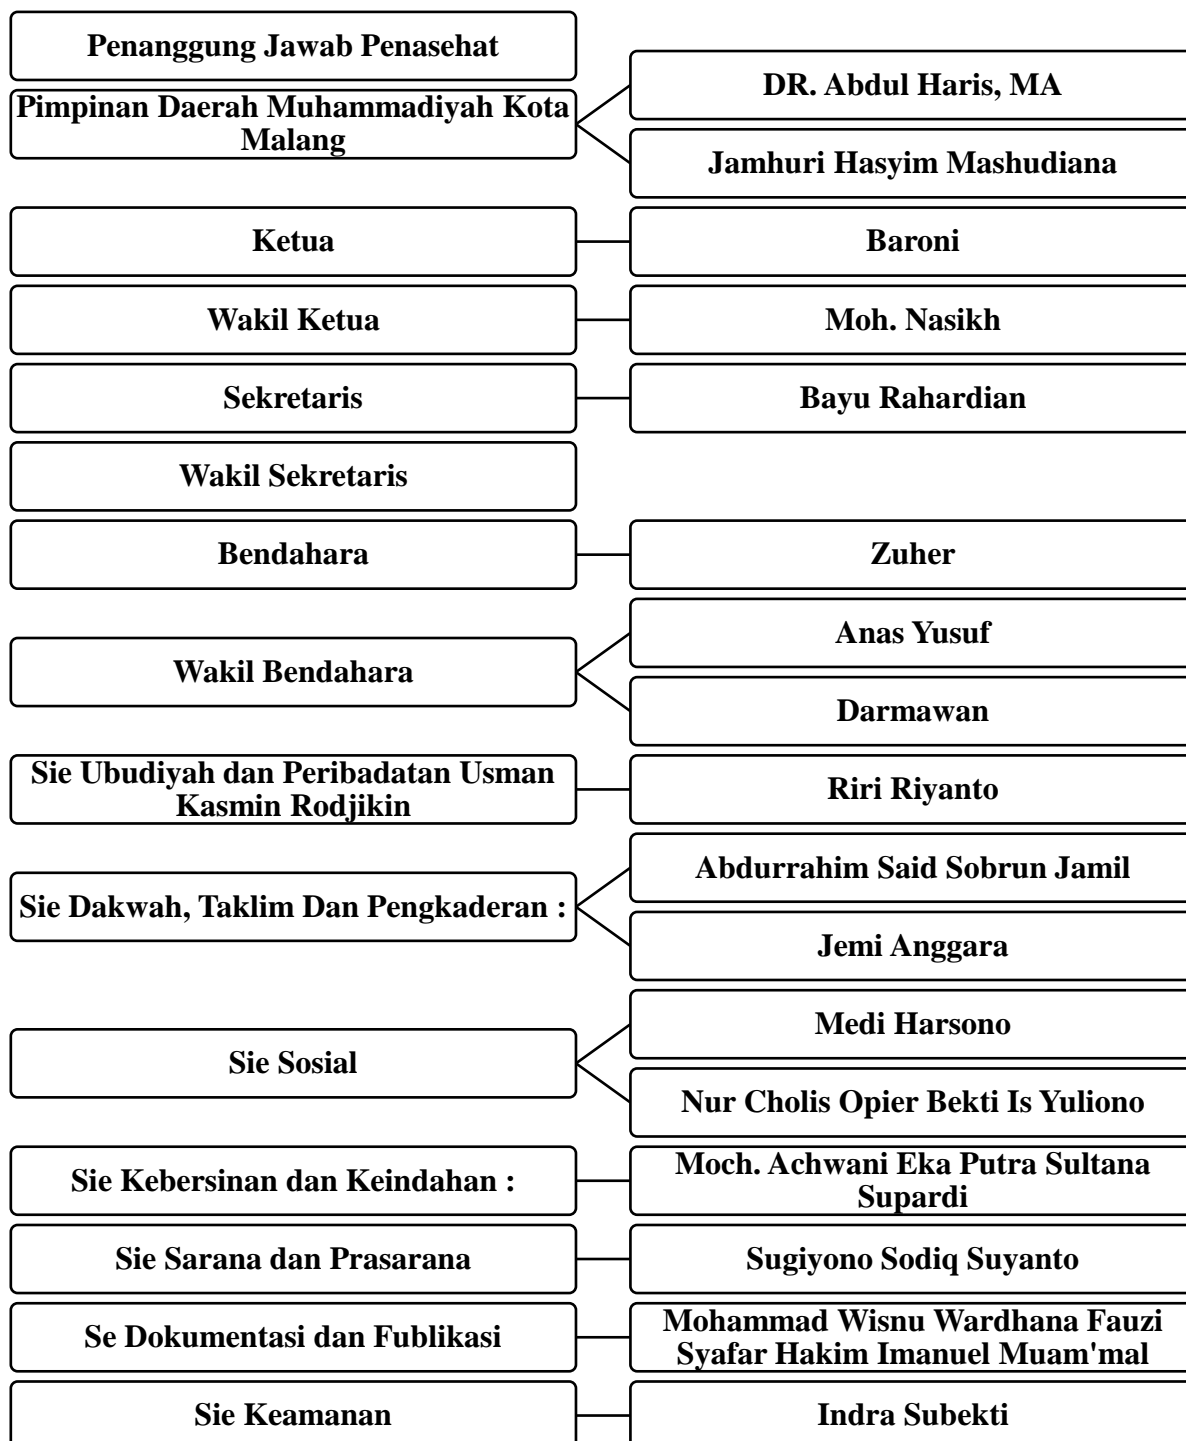 Penanggung Jawab Penasehat
Pimpinan Daerah Muhammadiyah Kota
Malang
DR. Abdul Haris, MA
Jamhuri Hasyim Mashudiana
Ketua
Baroni
Wakil Ketua
Moh. Nasikh
Sekretaris
Bayu Rahardian
Wakil Sekretaris
Bendahara
Zuher
Wakil Bendahara
Anas Yusuf
Darmawan
Sie Ubudiyah dan Peribadatan Usman
Kasmin Rodjikin
Riri Riyanto
Sie Dakwah, Taklim Dan Pengkaderan :
Abdurrahim Said Sobrun Jamil
Jemi Anggara
Sie Sosial
Medi Harsono
Nur Cholis Opier Bekti Is Yuliono
Sie Kebersinan dan Keindahan :
Moch. Achwani Eka Putra Sultana
Supardi
Sie Sarana dan Prasarana
Sugiyono Sodiq Suyanto
Se Dokumentasi dan Fublikasi
Mohammad Wisnu Wardhana Fauzi
Syafar Hakim Imanuel Muam'mal
Sie Keamanan
Indra Subekti